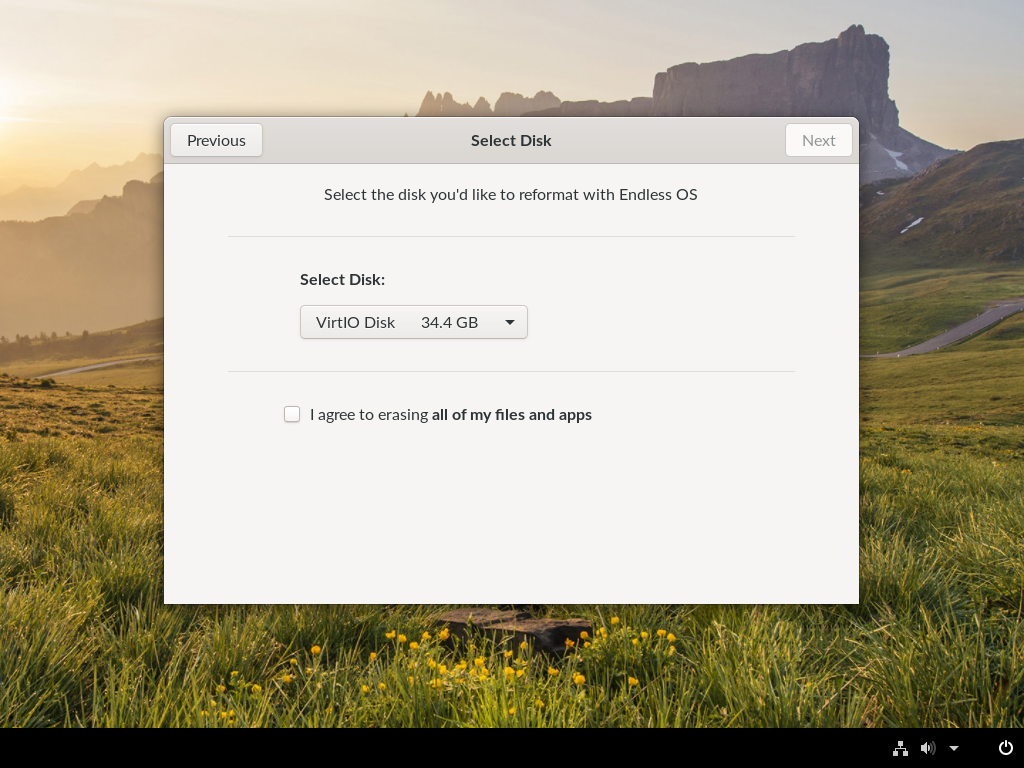 Previous
Select Disk
Next
Select the disk you'd like to reformat with Endless OS
Select Disk:
VirtIO Disk 34.4 GB
I agree to erasing all of my files and apps